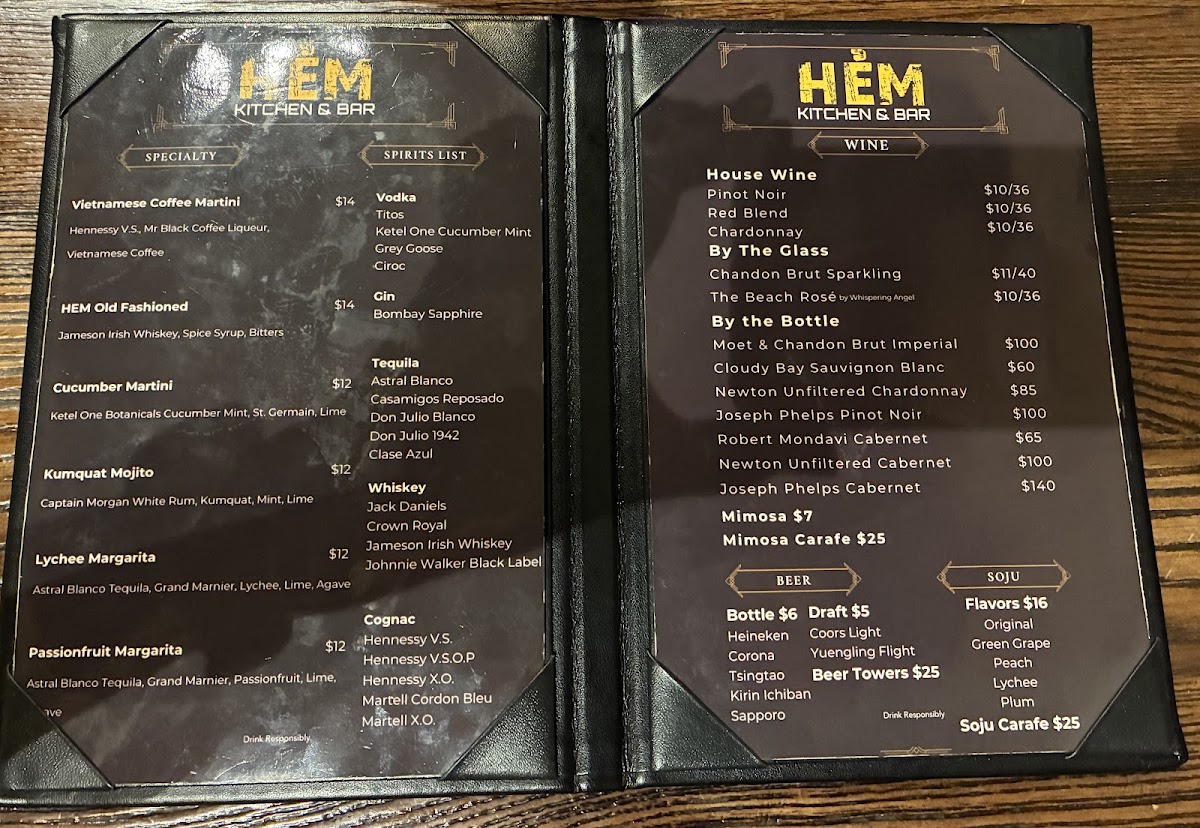 HẺM
KITCHEN & BAR
SPECIALTY
Vietnamese Coffee Martini $14
Hennessy V.S., Mr Black Coffee Liqueur,
Vietnamese Coffee
HEM Old Fashioned $14
Jameson Irish Whiskey, Spice Syrup, Bitters
Cucumber Martini $12
Ketel One Botanicals Cucumber Mint, St. Germain, Lime
Kumquat Mojito $12
Captain Morgan White Rum, Kumquat, Mint, Lime
Lychee Margarita $12
Astral Blanco Tequila, Grand Marnier, Lychee, Lime, Agave
Passionfruit Margarita $12
Astral Blanco Tequila, Grand Marnier, Passionfruit, Lime,
SPIRITS LIST
Vodka
Titos
Ketel One Cucumber Mint
Grey Goose
Ciroc
Gin
Bombay Sapphire
Tequila
Astral Blanco
Casamigos Reposado
Don Julio Blanco
Don Julio 1942
Clase Azul
Whiskey
Jack Daniels
Crown Royal
Jameson Irish Whiskey
Johnnie Walker Black Label
Cognac
Hennessy V.S.
Hennessy V.S.O.P
Hennessy X.O.
Martell Cordon Bleu
Martell X.O.
Drink Responsibly
HẺM
KITCHEN & BAR
WINE
House Wine
Pinot Noir $10/36
Red Blend $10/36
Chardonnay $10/36
By The Glass
Chandon Brut Sparkling $11/40
The Beach Rosé by Whispering Angel $10/36
By the Bottle
Moet & Chandon Brut Imperial $100
Cloudy Bay Sauvignon Blanc $60
Newton Unfiltered Chardonnay $85
Joseph Phelps Pinot Noir $100
Robert Mondavi Cabernet $65
Newton Unfiltered Cabernet $100
Joseph Phelps Cabernet $140
Mimosa $7
Mimosa Carafe $25
BEER
Bottle $6
Heineken
Corona
Tsingtao
Kirin Ichiban
Sapporo
Draft $5
Coors Light
Yuengling Flight
Beer Towers $25
SOJU
Flavors $16
Original
Green Grape
Peach
Lychee
Plum
Soju Carafe $25
Drink Responsibly